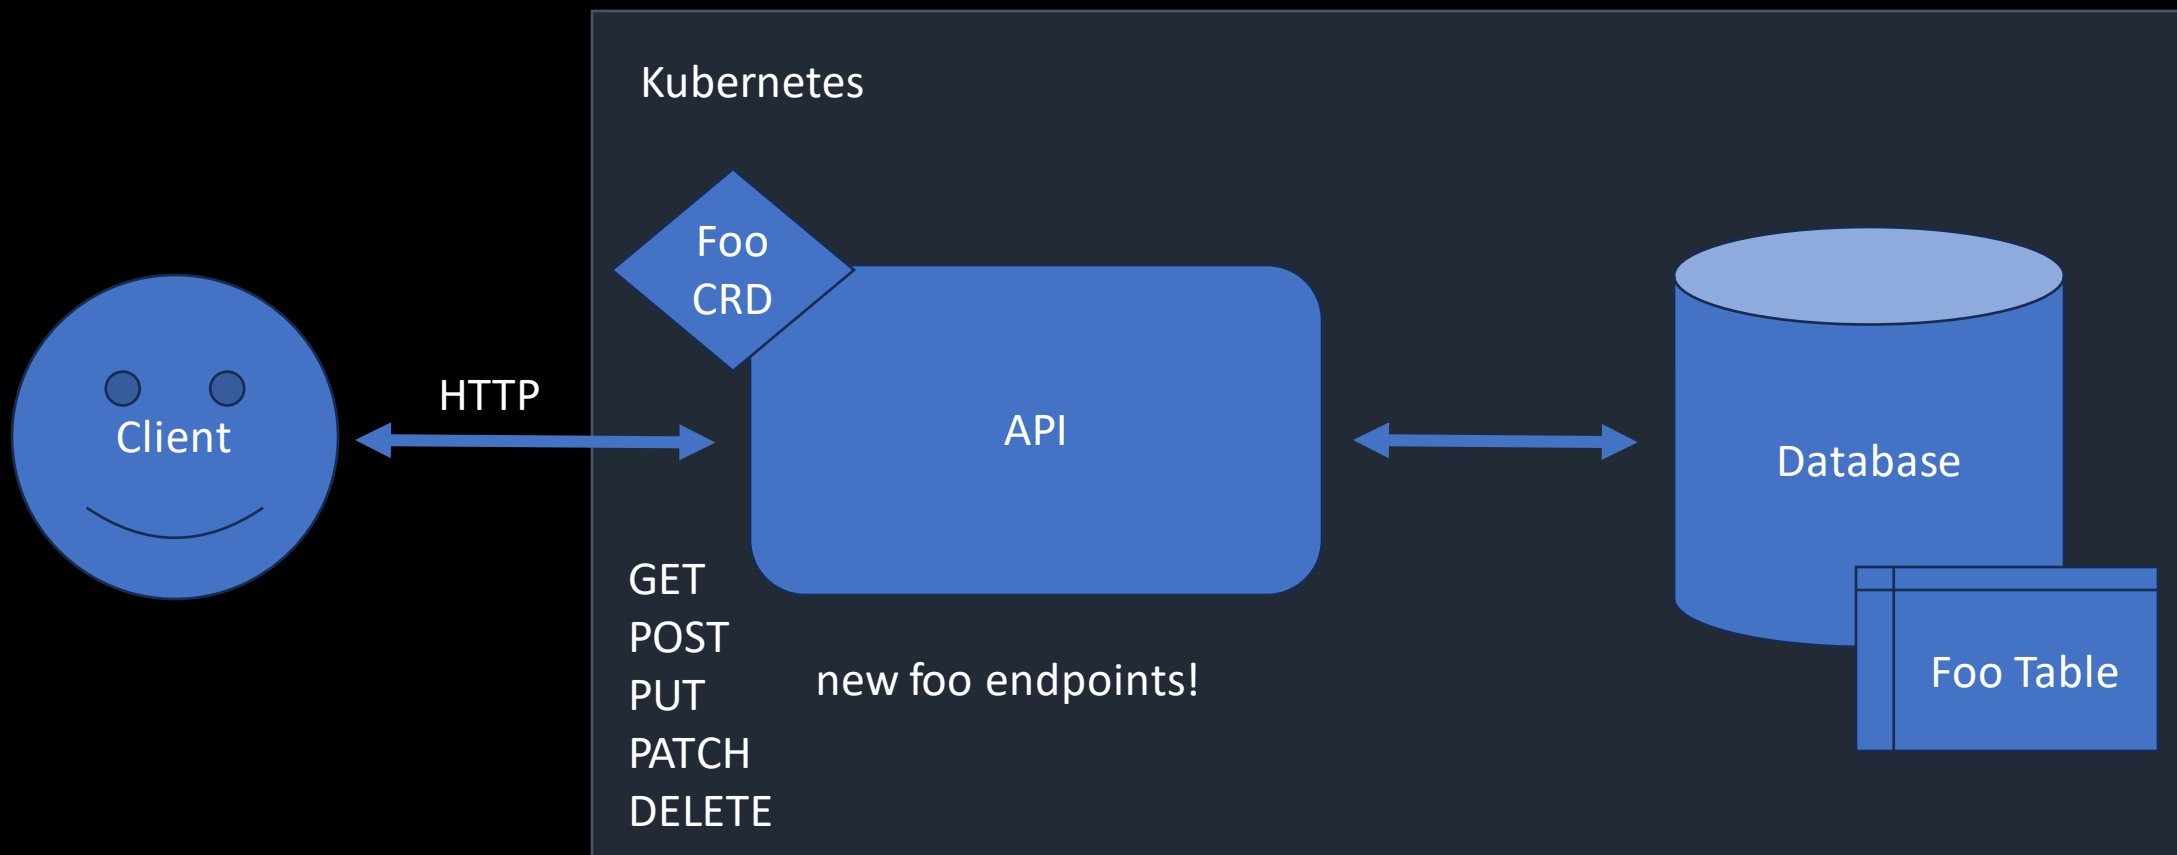 Kubernetes
Foo
CRD
HTTP
Client
API
Database
GET
POST
PUT
PATCH
DELETE
new foo endpoints!
Foo Table